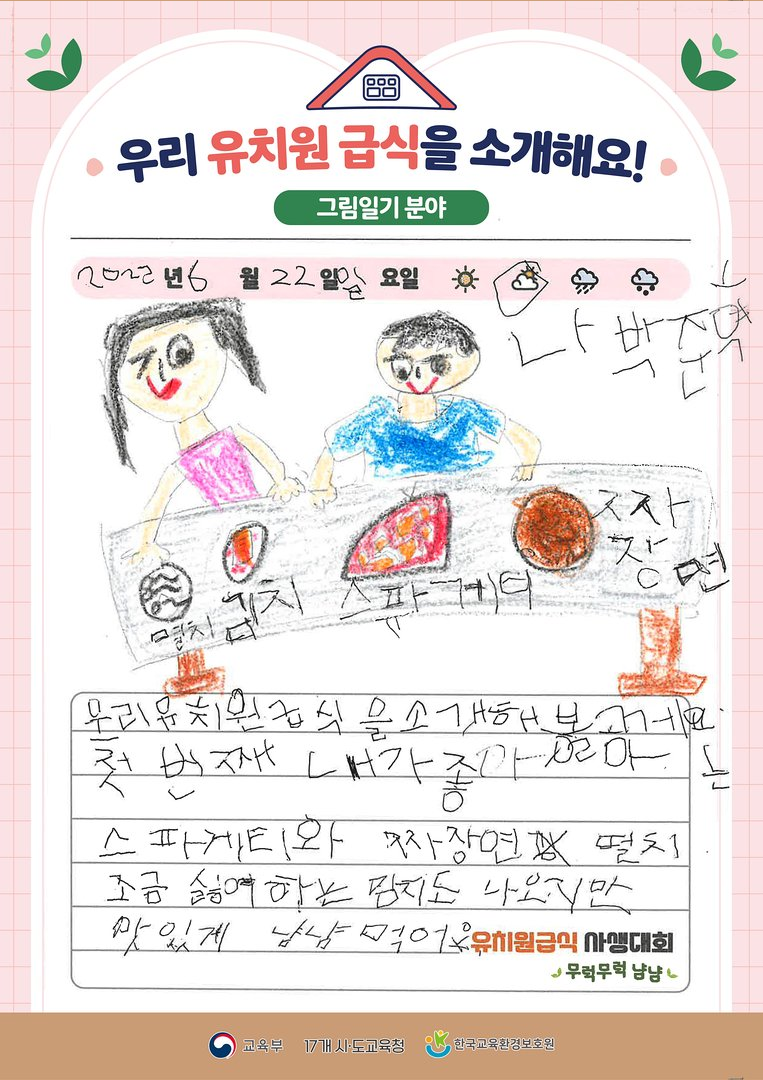 우리 유치원 급식을 소개해요!
그림일기 분야
2022 년 6 월 22 일 일 요일
나 박준혁
짜장면
멸치 김치 스파게티
우리유치원급식을소개해볼고게요
첫번째 내가좋아하는
스파게티와 짜장면 멸치
조금 싫어하는 김치도 나오지만
맛있게 냠냠먹어요
유치원급식 사생대회
무럭무럭 냠냠
교육부 17개 시·도교육청 한국교육환경보호원